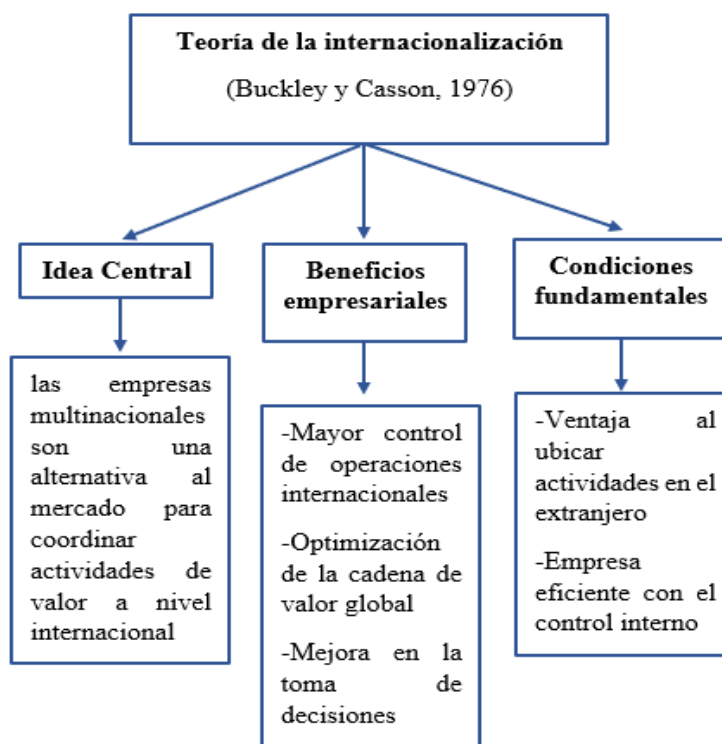 Teoría de la internacionalización
(Buckley y Casson, 1976)
Idea Central
las empresas
multinacionales
son una
alternativa al
mercado para
coordinar
actividades de
valor a nivel
internacional
Beneficios
empresariales
-Mayor control
de operaciones
internacionales
-Optimización
de la cadena de
valor global
-Mejora en la
toma de
decisiones
Condiciones
fundamentales
-Ventaja al
ubicar
actividades en el
extranjero
-Empresa
eficiente con el
control interno